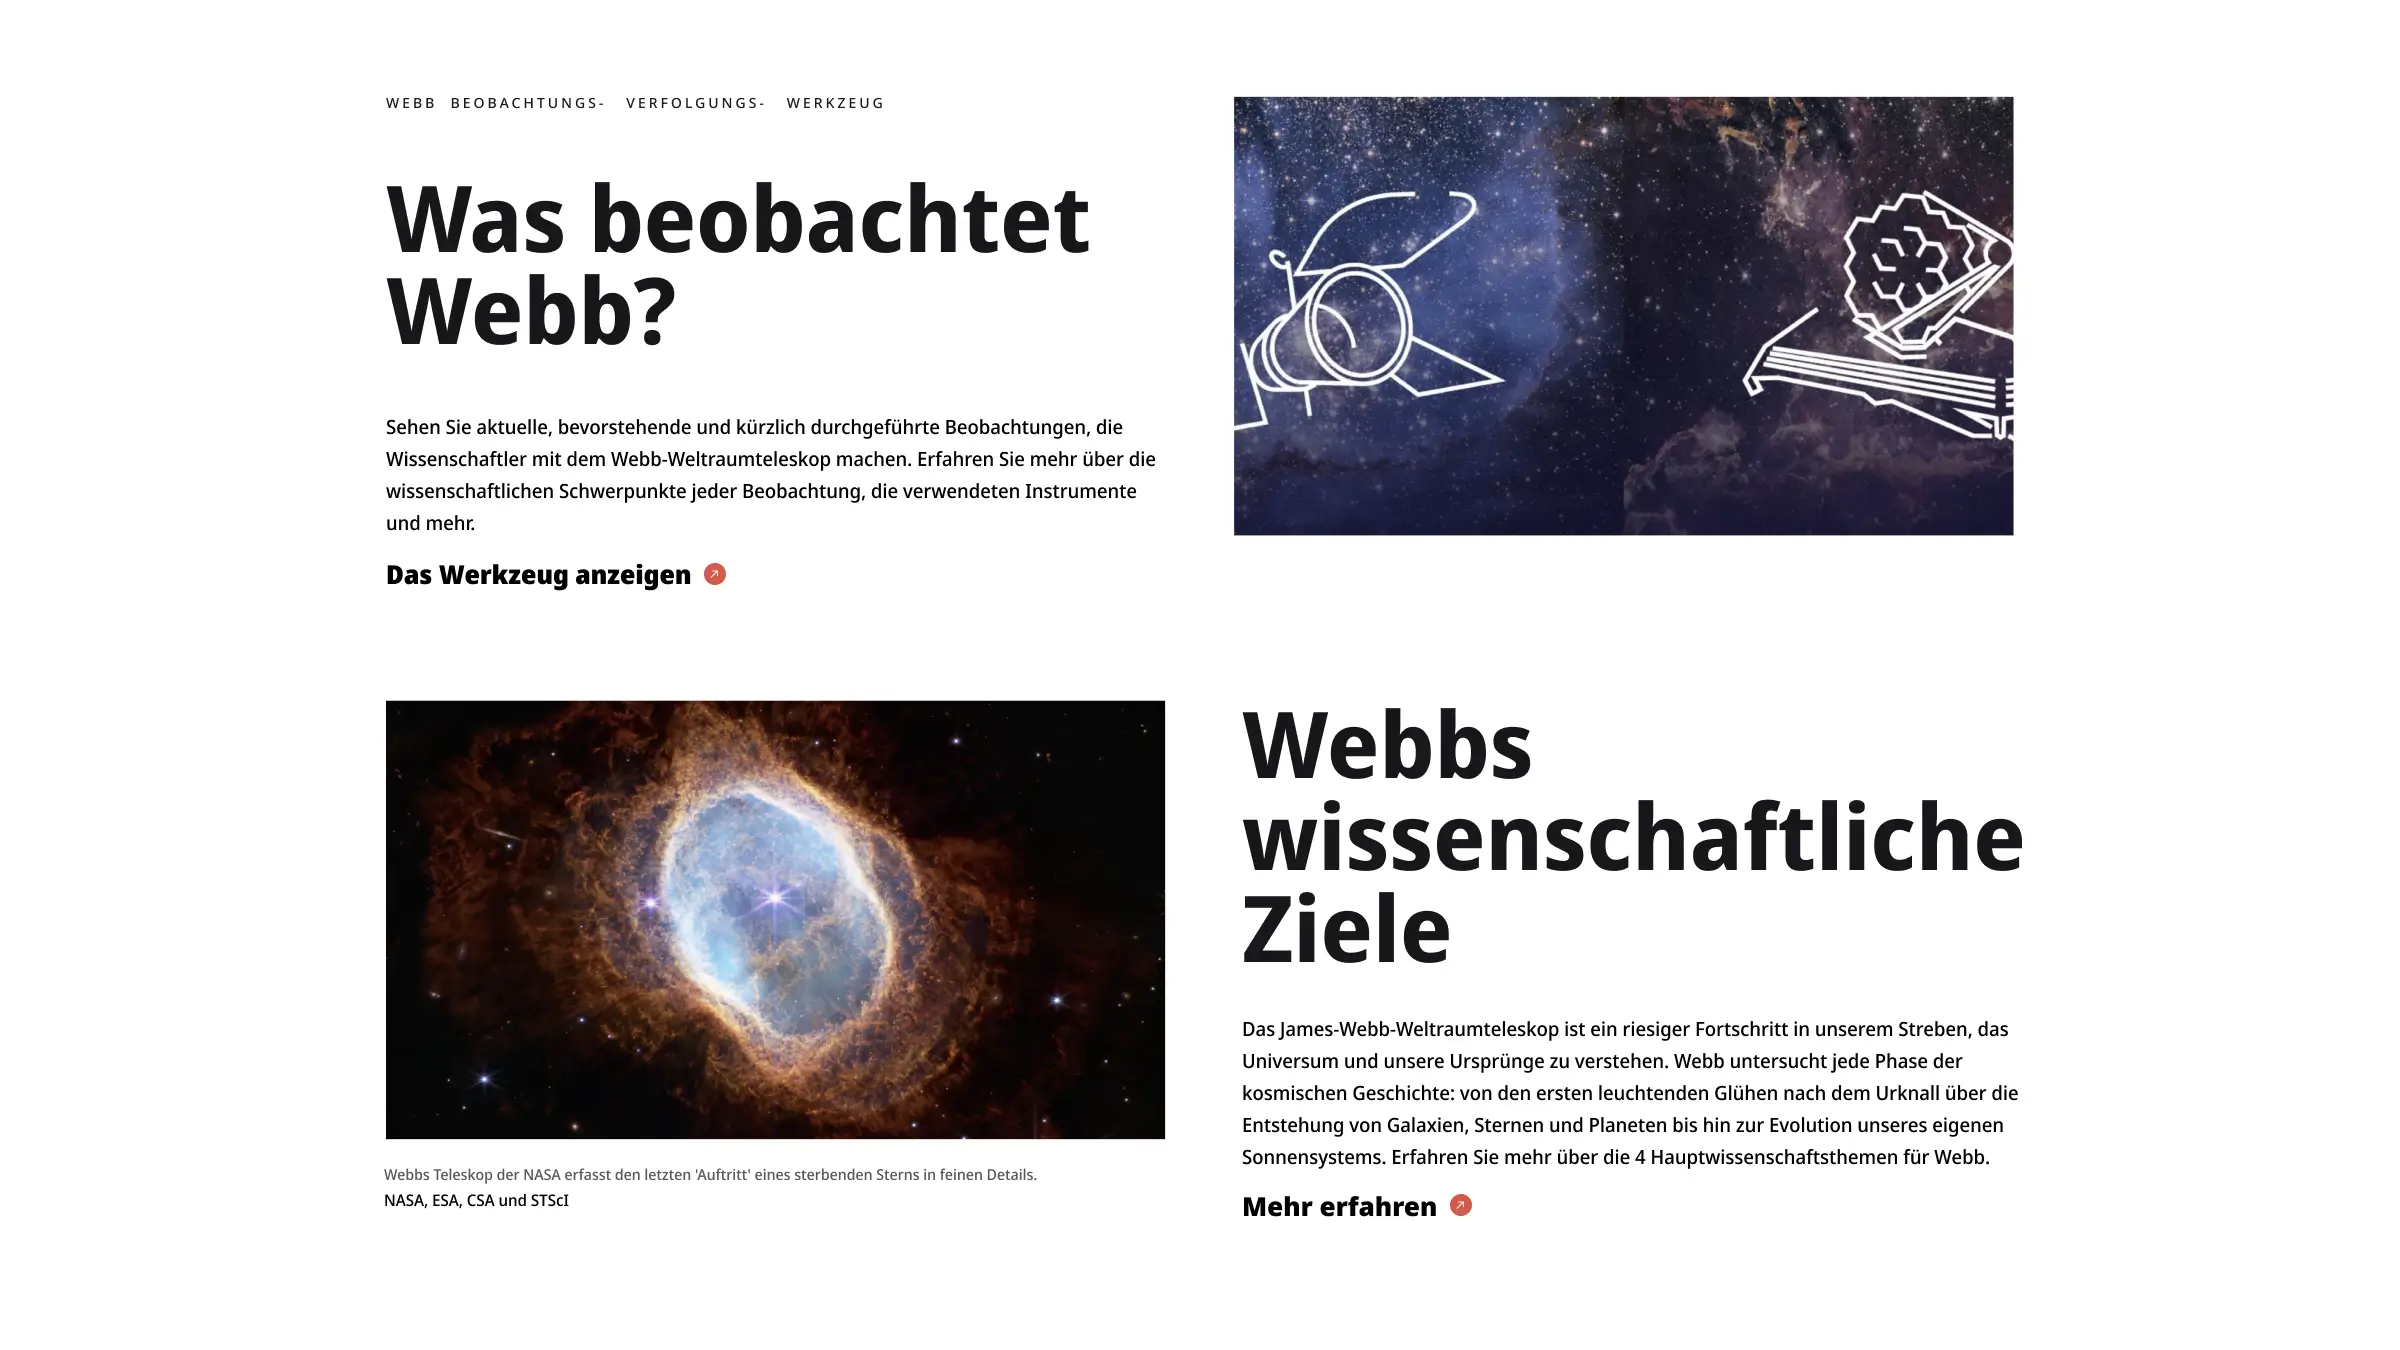 WEBB BEOBACHTUNGS- VERFOLGUNGS- WERKZEUG
Was beobachtet
Webb?
Sehen Sie aktuelle, bevorstehende und kürzlich durchgeführte Beobachtungen, die
Wissenschaftler mit dem Webb-Weltraumteleskop machen. Erfahren Sie mehr über die
wissenschaftlichen Schwerpunkte jeder Beobachtung, die verwendeten Instrumente
und mehr.
Das Werkzeug anzeigen
Webbs Teleskop der NASA erfasst den letzten 'Auftritt' eines sterbenden Sterns in feinen Details.
NASA, ESA, CSA und STScI
Webbs
wissenschaftliche
Ziele
Das James-Webb-Weltraumteleskop ist ein riesiger Fortschritt in unserem Streben, das
Universum und unsere Ursprünge zu verstehen. Webb untersucht jede Phase der
kosmischen Geschichte: von den ersten leuchtenden Glühen nach dem Urknall über die
Entstehung von Galaxien, Sternen und Planeten bis hin zur Evolution unseres eigenen
Sonnensystems. Erfahren Sie mehr über die 4 Hauptwissenschaftsthemen für Webb.
Mehr erfahren